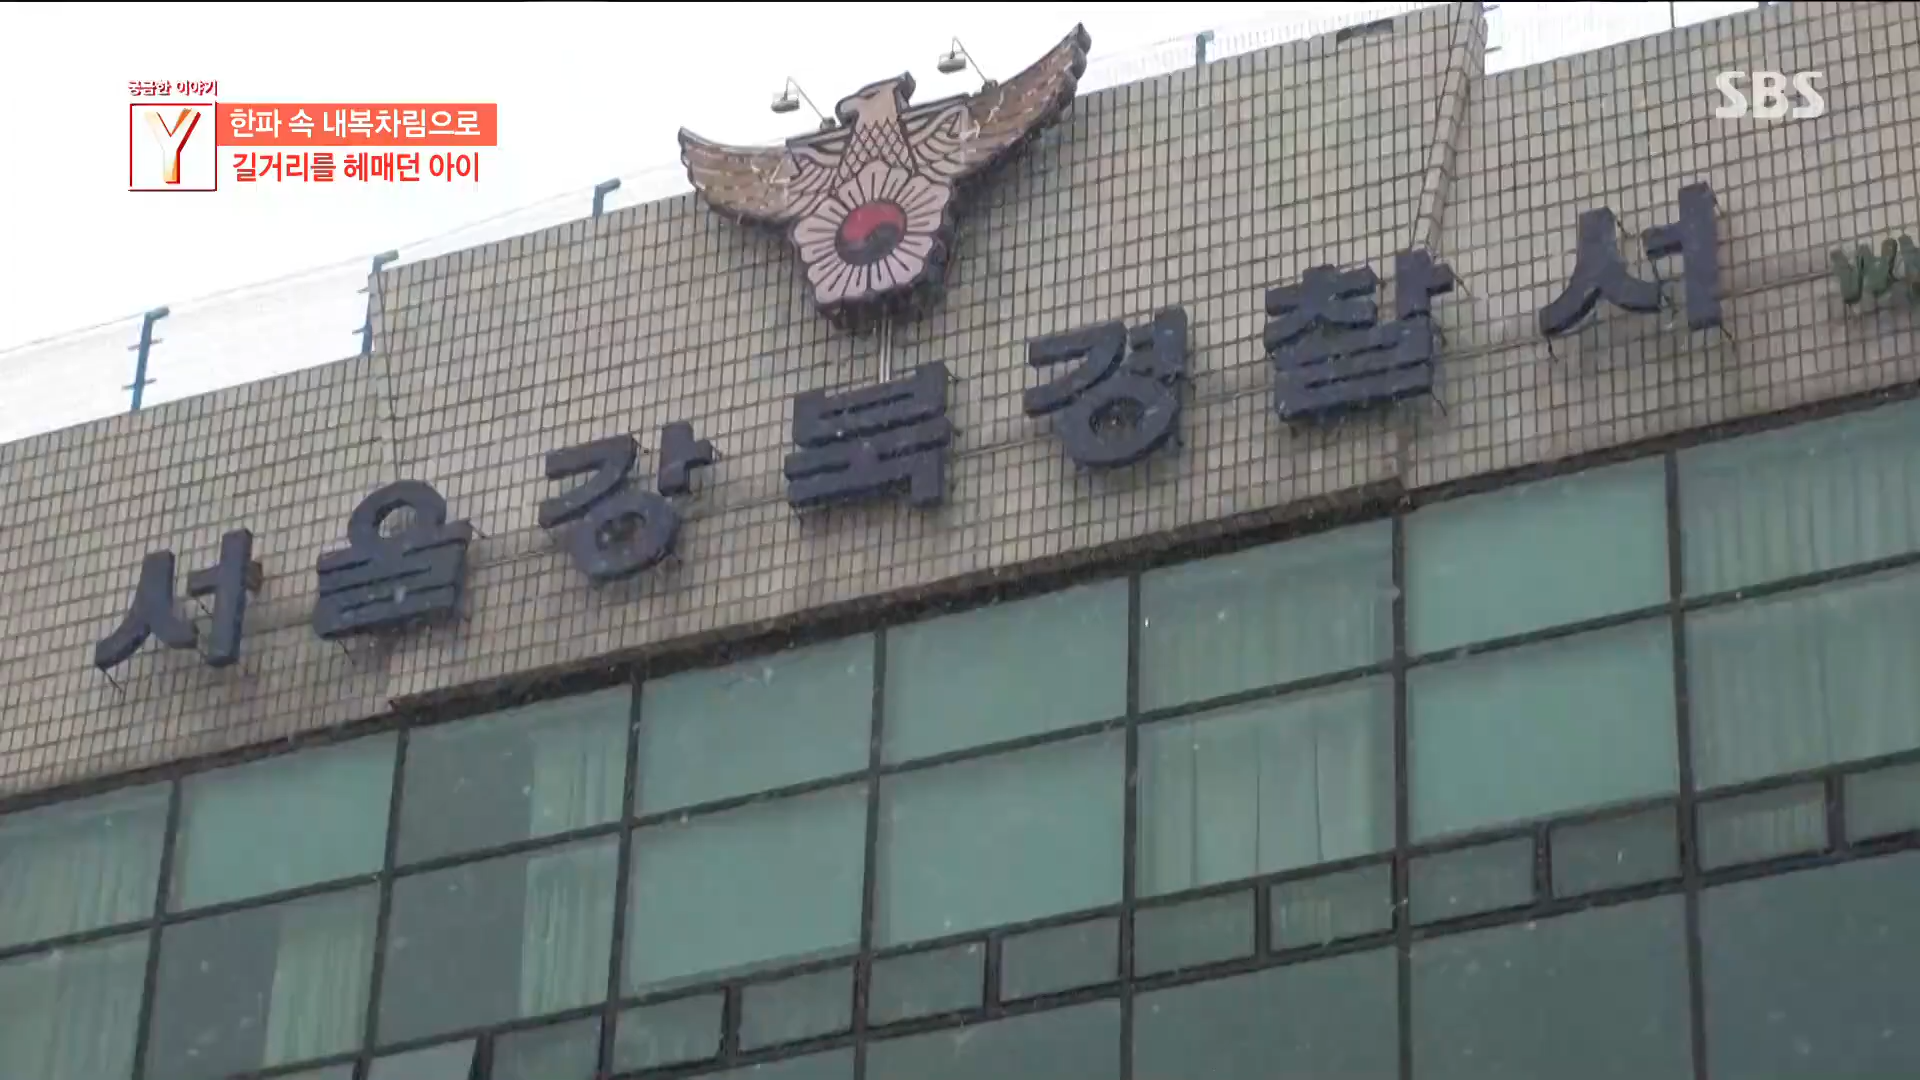 궁금한 이야기
Y
한파 속 내복차림으로
길거리를 헤매던 아이
SBS
서울강북경찰서